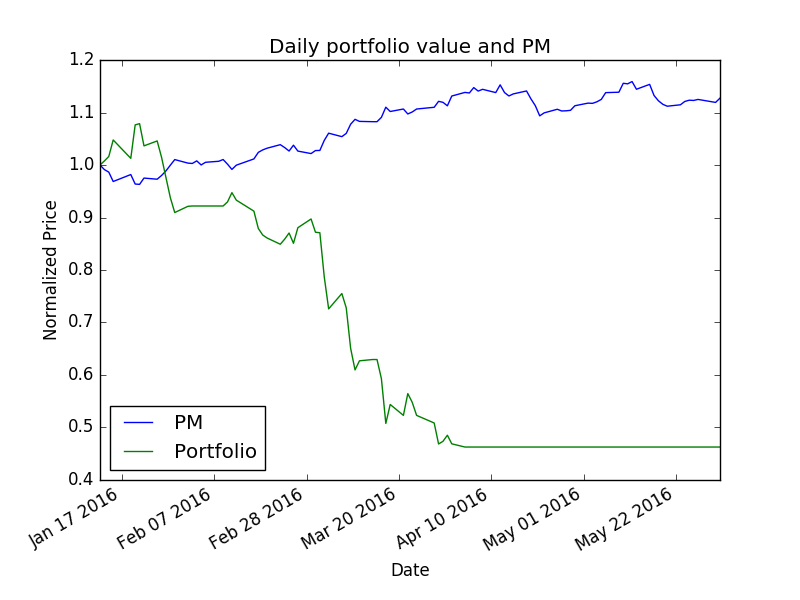 Daily portfolio value and PM
1.2
1.1
1.0
0.9
0.8
0.7
0.6
0.5
0.4
Normalized Price
PM
Portfolio
Jan 17 2016
Feb 07 2016
Feb 28 2016
Mar 20 2016
Apr 10 2016
May 01 2016
May 22 2016
Date